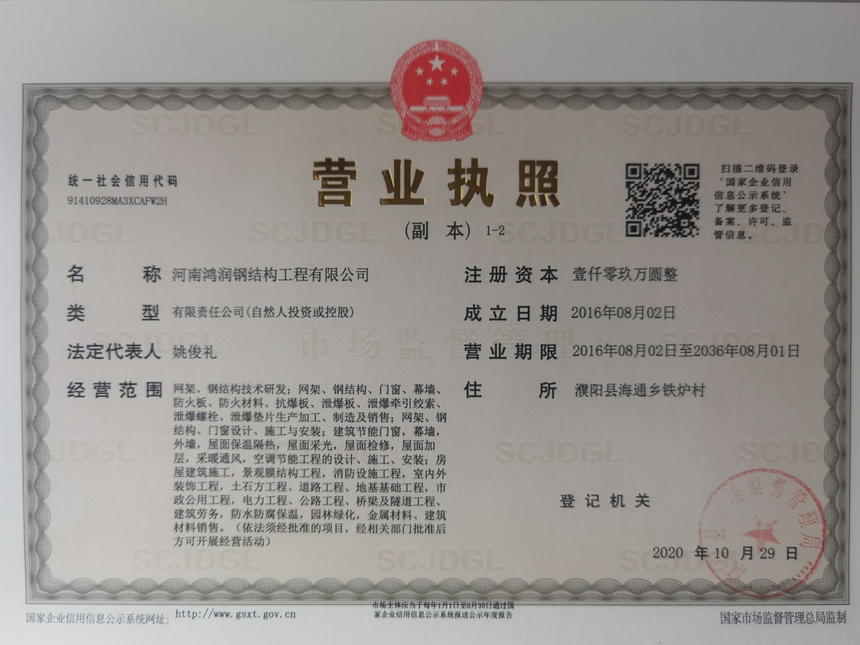 统一社会信用代码
91410928MA3XCAFW2H
营业执照
(副 本) 1-2
扫描二维码登录
'国家企业信用
信息公示系统'
了解更多登记、
备案、许可、监
管信息。
名 称 河南鸿润钢结构工程有限公司
类 型 有限责任公司(自然人投资或控股)
法定代表人 姚俊礼
经营范围 网架、钢结构技术研发；网架、钢结构、门窗、幕墙、
防火板、防火材料、抗爆板、泄爆板、泄爆牵引绞索、
泄爆螺栓、泄爆垫片生产加工、制造及销售；网架、钢
结构、门窗设计、施工与安装；建筑节能门窗，幕墙，
外墙，屋面保温隔热，屋面采光，屋面检修，屋面加
层，采暖通风，空调节能工程的设计、施工、安装；房
屋建筑施工，景观膜结构工程，消防设施工程，室内外
装饰工程，土石方工程、道路工程、地基基础工程，市
政公用工程，电力工程、公路工程、桥梁及隧道工程、
建筑劳务，防水防腐保温，园林绿化，金属材料、建筑
材料销售。（依法须经批准的项目，经相关部门批准后
方可开展经营活动）
注册资本 壹仟零玖万圆整
成立日期 2016年08月02日
营业期限 2016年08月02日至2036年08月01日
住 所 濮阳县海通乡铁炉村
登记机关
2020 年 10 月 29 日
国家企业信用信息公示系统网址: http://www.gsxt.gov.cn
市场主体应当于每年1月1日至6月30日通过国
家企业信用信息公示系统报送公示年度报告
国家市场监督管理总局监制